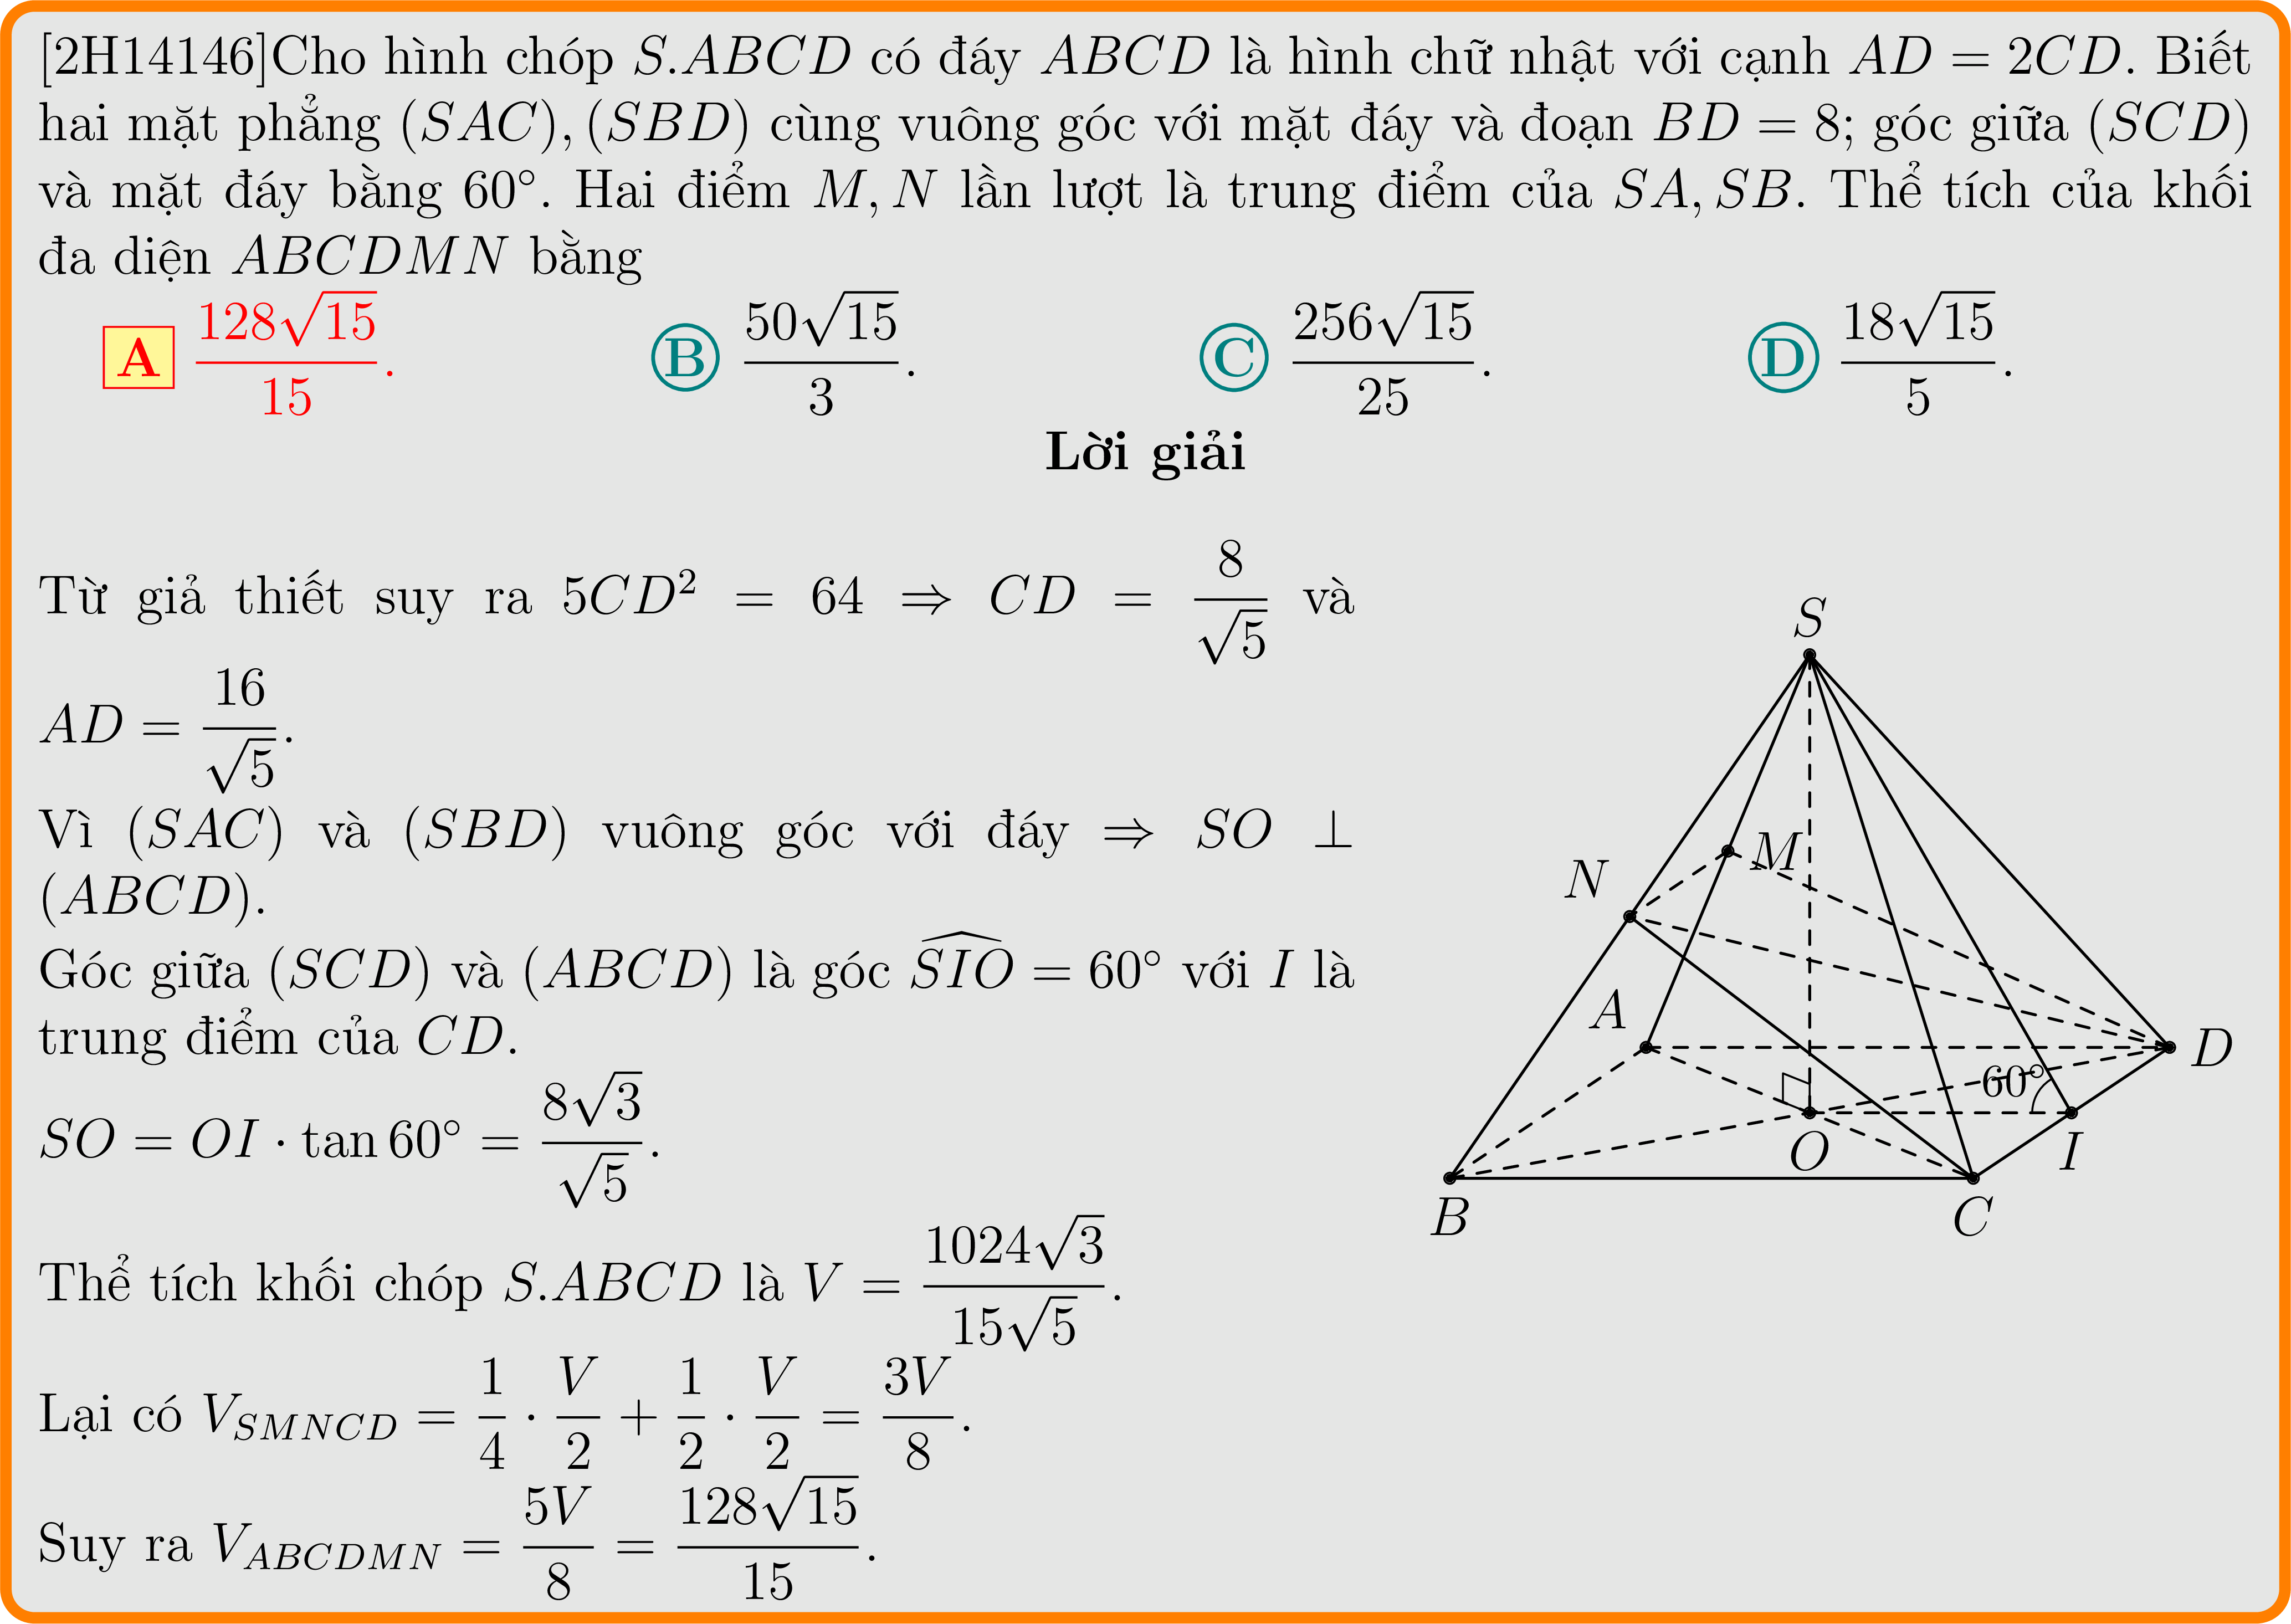 [2H14146]Cho hình chóp S.ABCD có đáy ABCD là hình chữ nhật với cạnh AD = 2CD. Biết
hai mặt phẳng (SAC), (SBD) cùng vuông góc với mặt đáy và đoạn BD = 8; góc giữa (SCD)
và mặt đáy bằng 60°. Hai điểm M, N lần lượt là trung điểm của SA, SB. Thể tích của khối
đa diện ABCDMN bằng
A $\frac{128\sqrt{15}}{15}$. B $\frac{50\sqrt{15}}{3}$. C $\frac{256\sqrt{15}}{25}$. D $\frac{18\sqrt{15}}{5}$.
Lời giải
Từ giả thiết suy ra $5CD^2 = 64 \Rightarrow CD = \frac{8}{\sqrt{5}}$ và
$AD = \frac{16}{\sqrt{5}}$.
Vì (SAC) và (SBD) vuông góc với đáy ⇒ SO ⊥
(ABCD).
Góc giữa (SCD) và (ABCD) là góc $\widehat{SIO} = 60°$ với I là
trung điểm của CD.
$SO = OI \cdot \tan 60° = \frac{8\sqrt{3}}{\sqrt{5}}$.
Thể tích khối chóp S.ABCD là $V = \frac{1024\sqrt{3}}{15\sqrt{5}}$.
Lại có $V_{SMNCD} = \frac{1}{4} \cdot \frac{V}{2} + \frac{1}{2} \cdot \frac{V}{2} = \frac{3V}{8}$.
Suy ra $V_{ABCDMN} = \frac{5V}{8} = \frac{128\sqrt{15}}{15}$.
S
M
N
A
D
60°
O
I
B
C